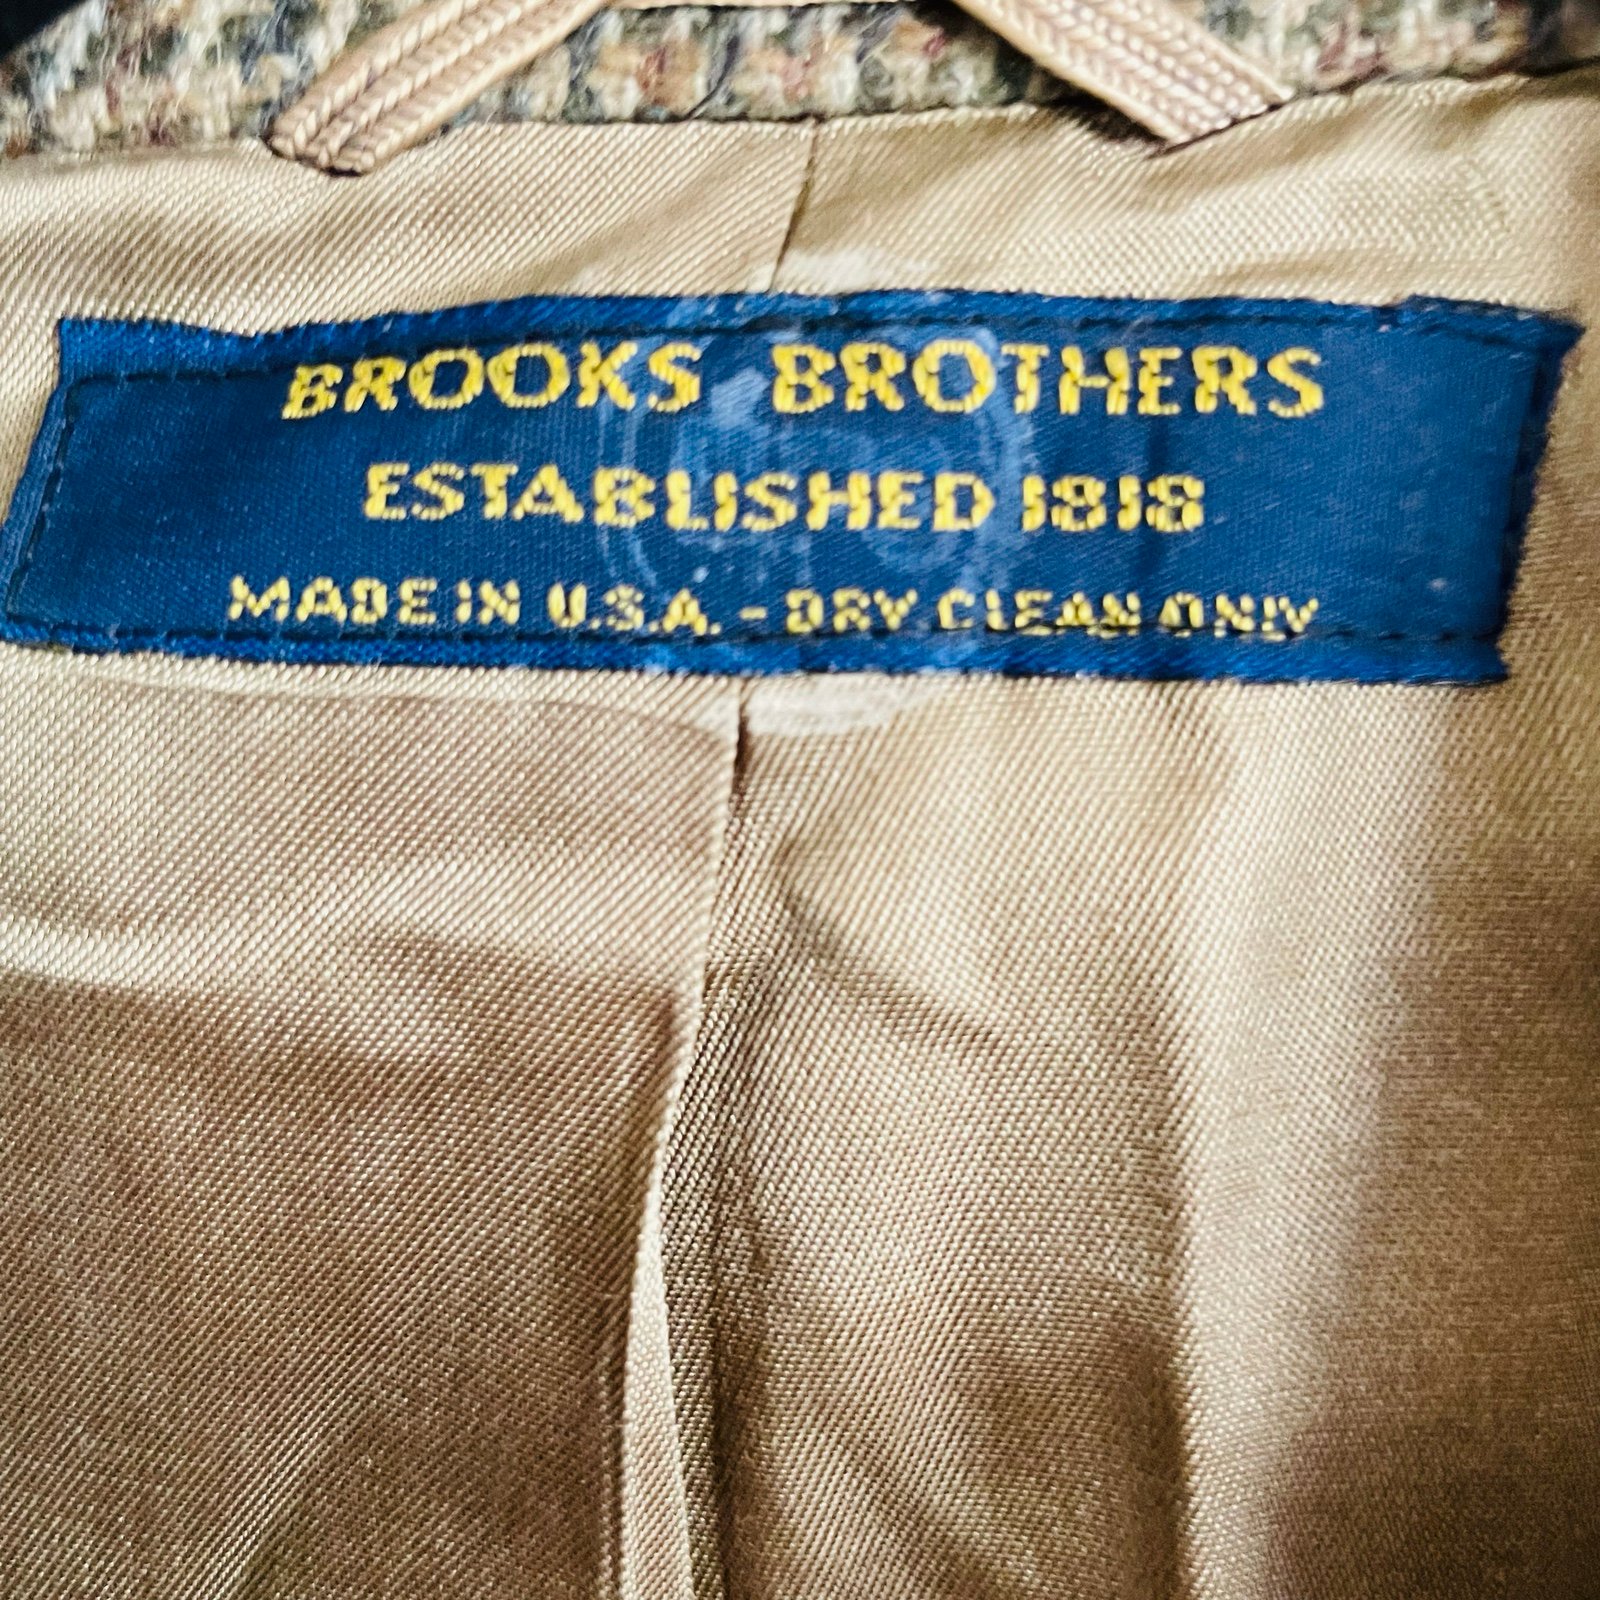 BROOKS BROTHERS
ESTABLISHED 1818
MADE IN U.S.A. - DRY CLEAN ONLY